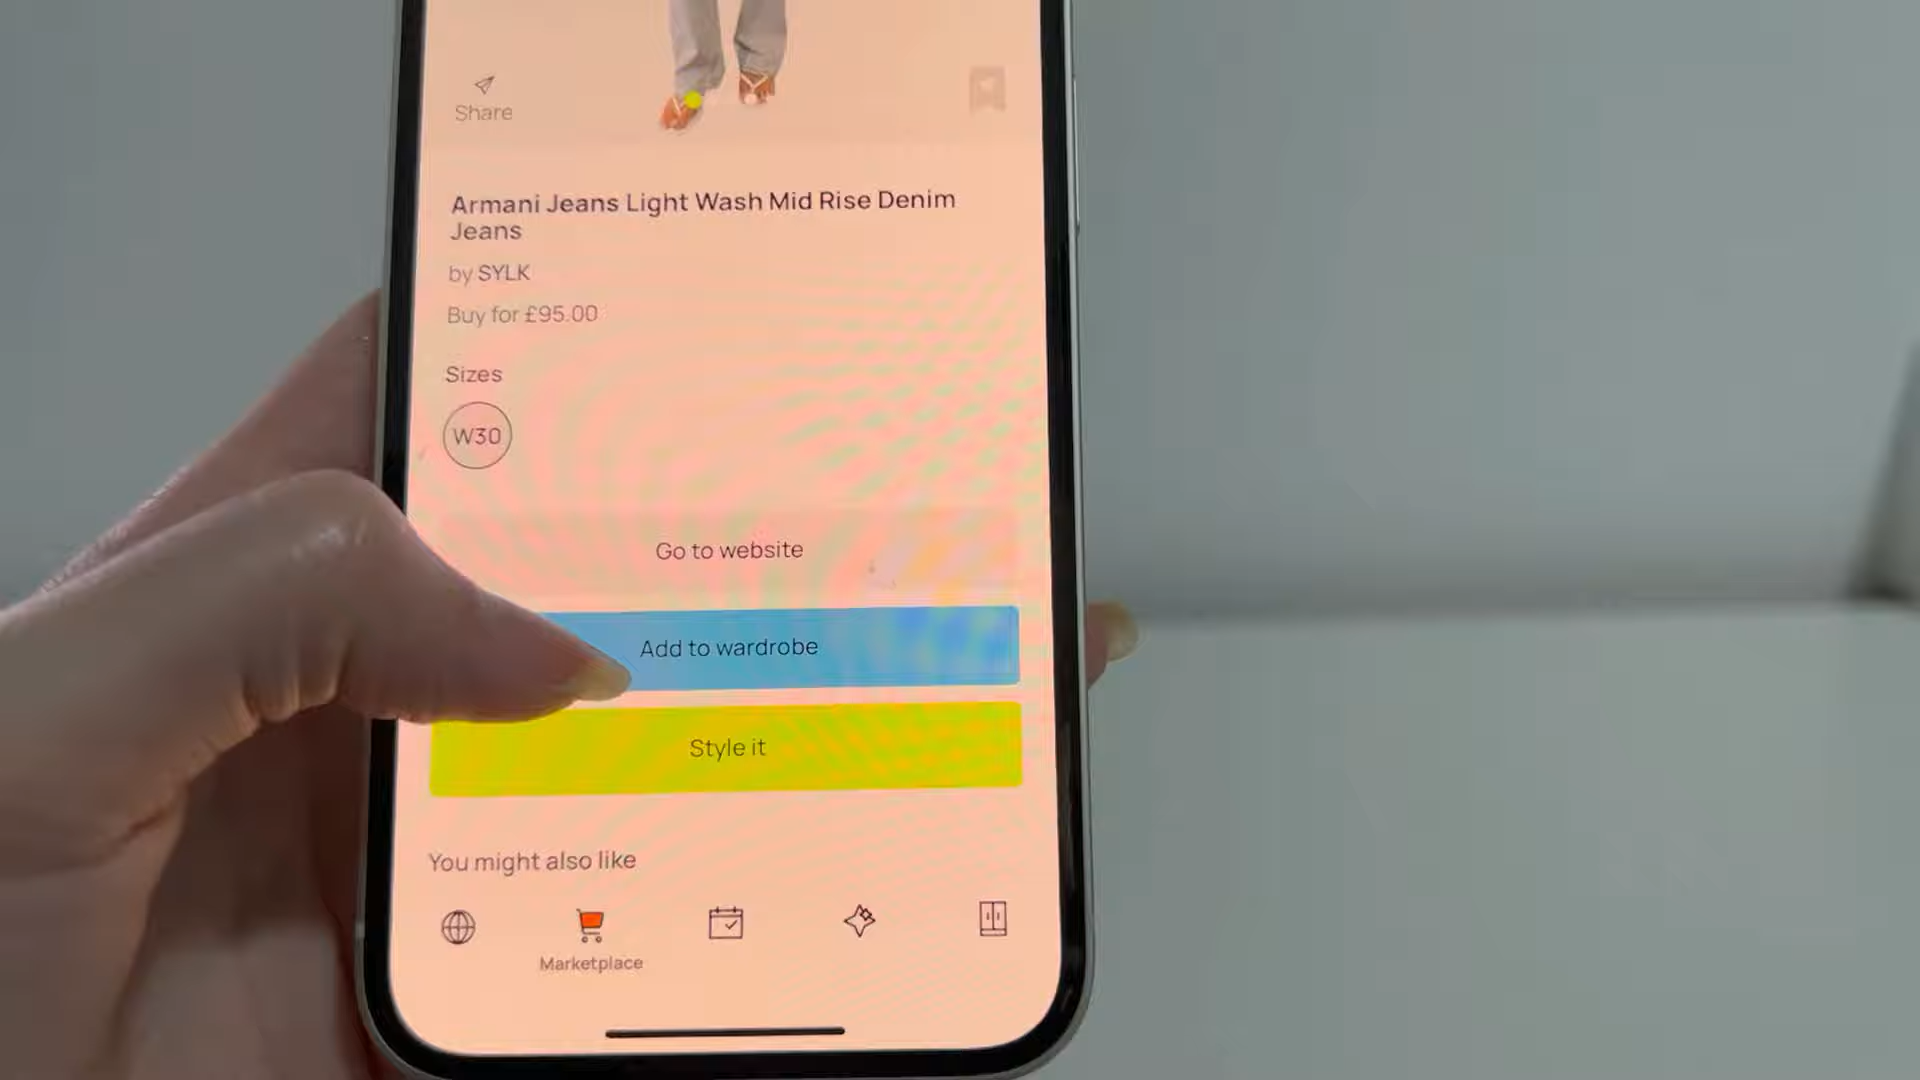 Share
Armani Jeans Light Wash Mid Rise Denim
Jeans
by SYLK
Buy for £95.00
Sizes
W30
Go to website
Add to wardrobe
Style it
You might also like
Marketplace